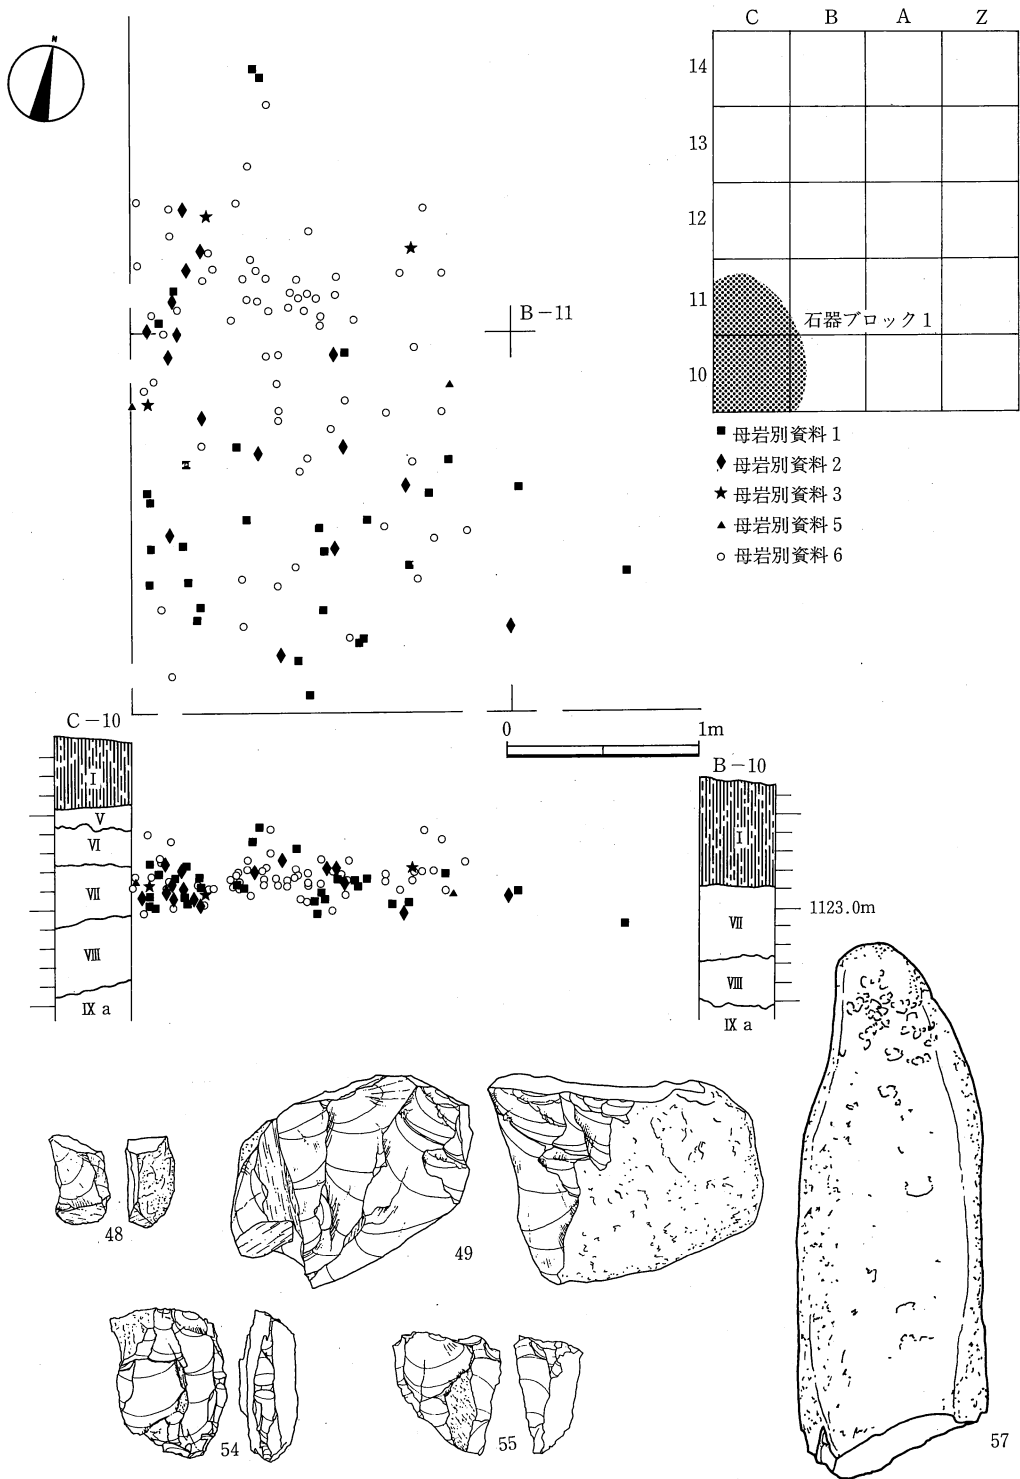 N
C B A Z
14
13
12
11
10
石器ブロック1
B-11
■ 母岩別資料1
♦ 母岩別資料2
★ 母岩別資料3
▲ 母岩別資料5
○ 母岩別資料6
C-10
0 1m
B-10
I
V
VI
VII
VIII
IX a
I
VII
VIII
IX a
1123.0m
48
49
54
55
57